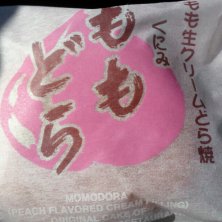 もも生クリームどら焼
くにみ
もも
どら
MOMODORA
(PEACH FLAVORED CREAM FILLING)